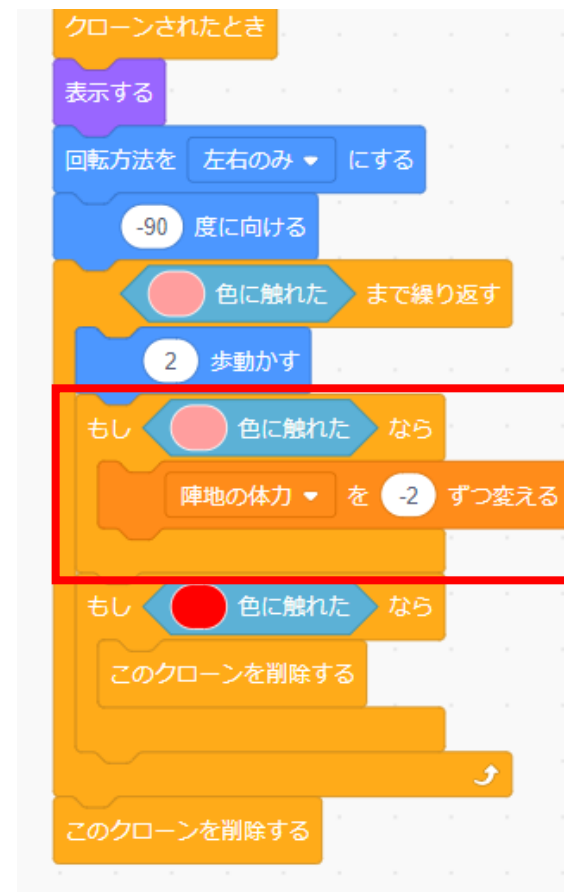 クローンされたとき
表示する
回転方法を 左右のみ にする
-90 度に向ける
色に触れた まで繰り返す
2 歩動かす
もし 色に触れた なら
陣地の体力 を -2 ずつ変える
もし 色に触れた なら
このクローンを削除する
このクローンを削除する